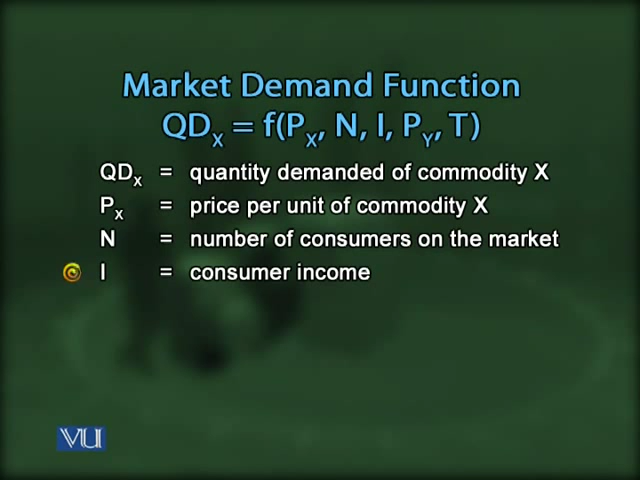 Market Demand Function
QDX = f(PX, N, I, PY, T)
QDX = quantity demanded of commodity X
PX = price per unit of commodity X
N = number of consumers on the market
I = consumer income
VU